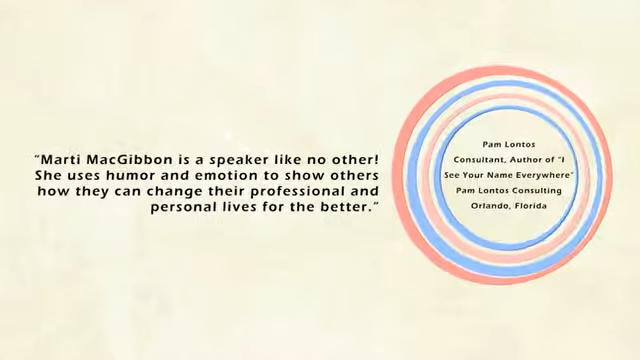 "Marti MacGibbon is a speaker like no other!
She uses humor and emotion to show others
how they can change their professional and
personal lives for the better."
Pam Lontos
Consultant, Author of "I
See Your Name Everywhere"
Pam Lontos Consulting
Orlando, Florida